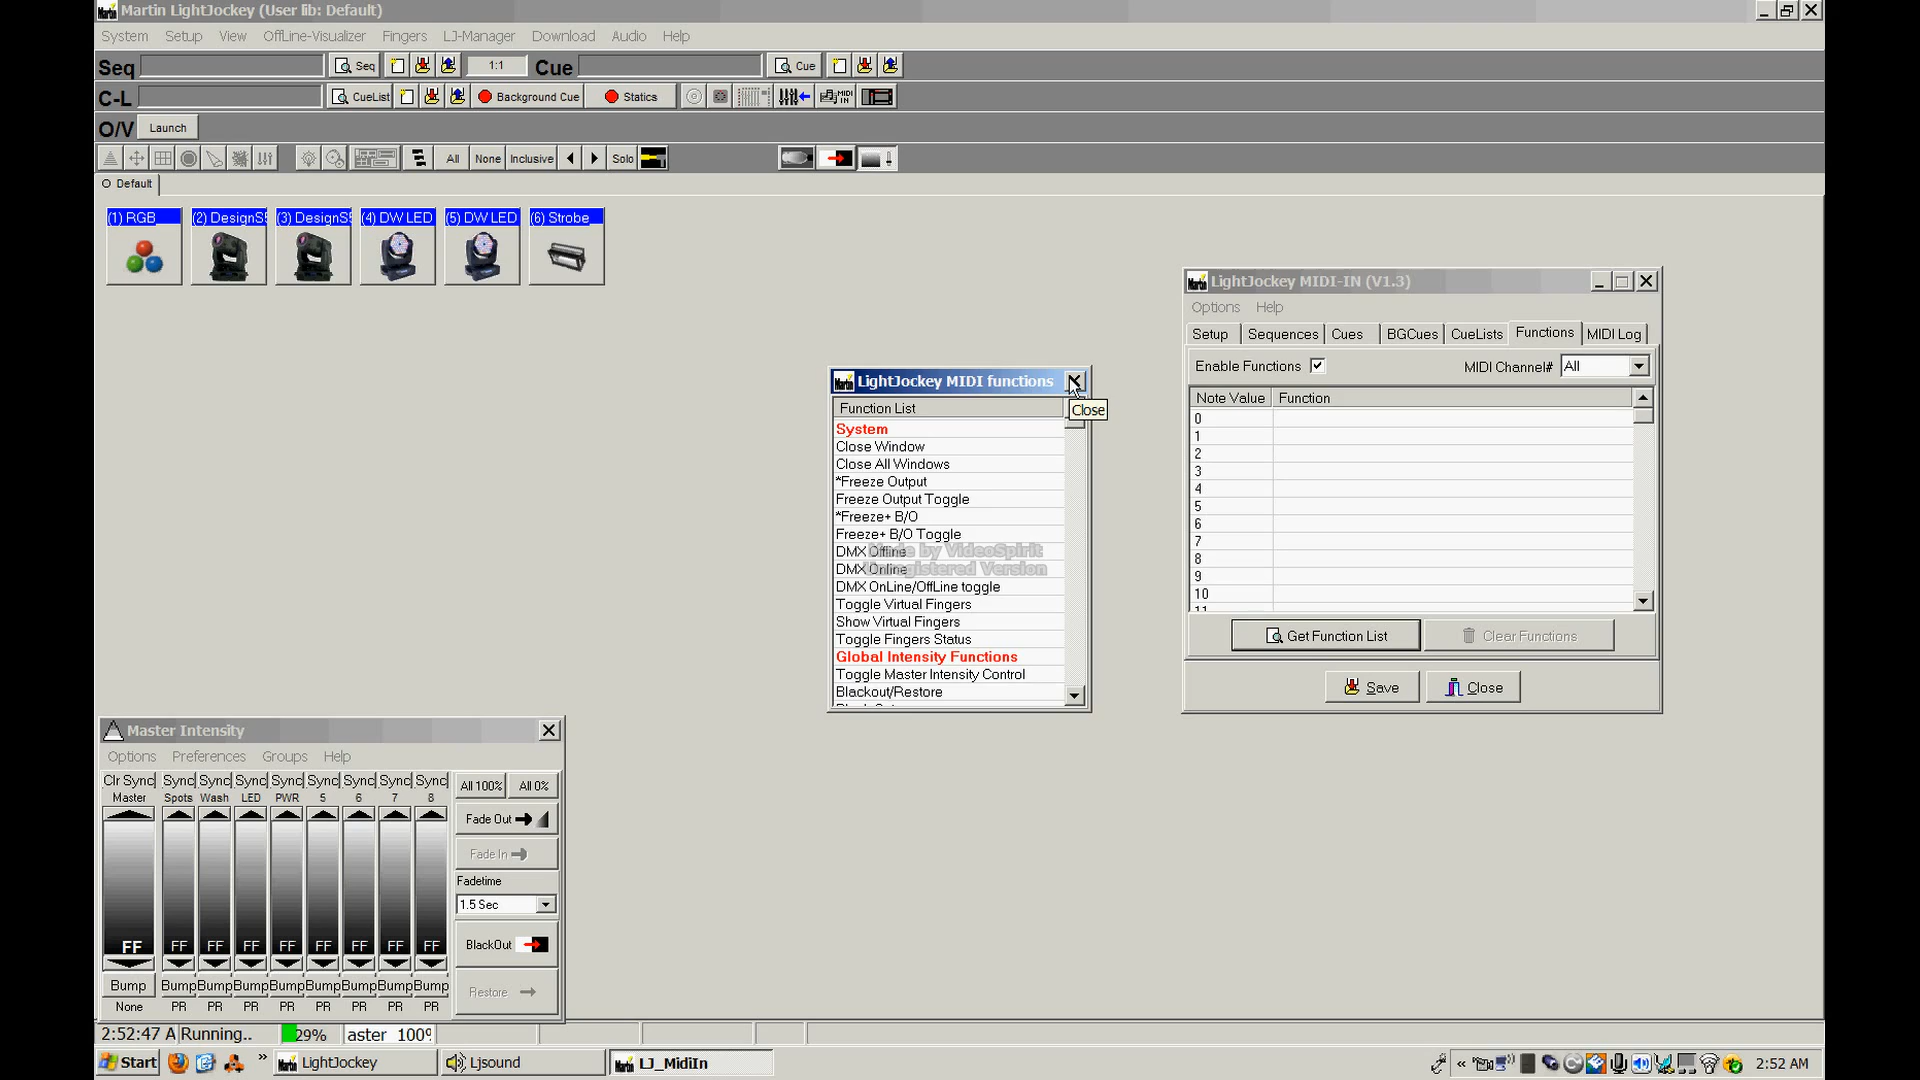 Martin LightJockey (User lib: Default)
System Setup View OffLine-Visualizer Fingers LJ-Manager Download Audio Help
Seq Seq 1:1 Cue Cue
C-L CueList Background Cue Statics MIDI IN
O/V Launch
All None Inclusive Solo
Default
(1) RGB (2) DesignS (3) DesignS (4) DW LED (5) DW LED (6) Strobe
LightJockey MIDI-IN (V1.3)
Options Help
Setup Sequences Cues BGCues CueLists Functions MIDI Log
Enable Functions MIDI Channel# All
Note Value Function
0
1
2
3
4
5
6
7
8
9
10
11
Get Function List Clear Functions
Save Close
LightJockey MIDI functions
Close
Function List
System
Close Window
Close All Windows
*Freeze Output
Freeze Output Toggle
*Freeze+ B/O
Freeze+ B/O Toggle
DMX Offline
DMX Online
DMX OnLine/OffLine toggle
Toggle Virtual Fingers
Show Virtual Fingers
Toggle Fingers Status
Global Intensity Functions
Toggle Master Intensity Control
Blackout/Restore
Made by VideoSpirit
Unregistered Version
Master Intensity
Options Preferences Groups Help
Clr Sync Sync Sync Sync Sync Sync Sync Sync Sync
Master Spots Wash LED PWR 5 6 7 8
All 100% All 0%
Fade Out
Fade In
Fadetime
1.5 Sec
BlackOut
Restore
FF FF FF FF FF FF FF FF FF
Bump Bump Bump Bump Bump Bump Bump Bump Bump
None PR PR PR PR PR PR PR PR
2:52:47 A Running.. 29% aster 100%
Start LightJockey Ljsound LJ_MidiIn 2:52 AM